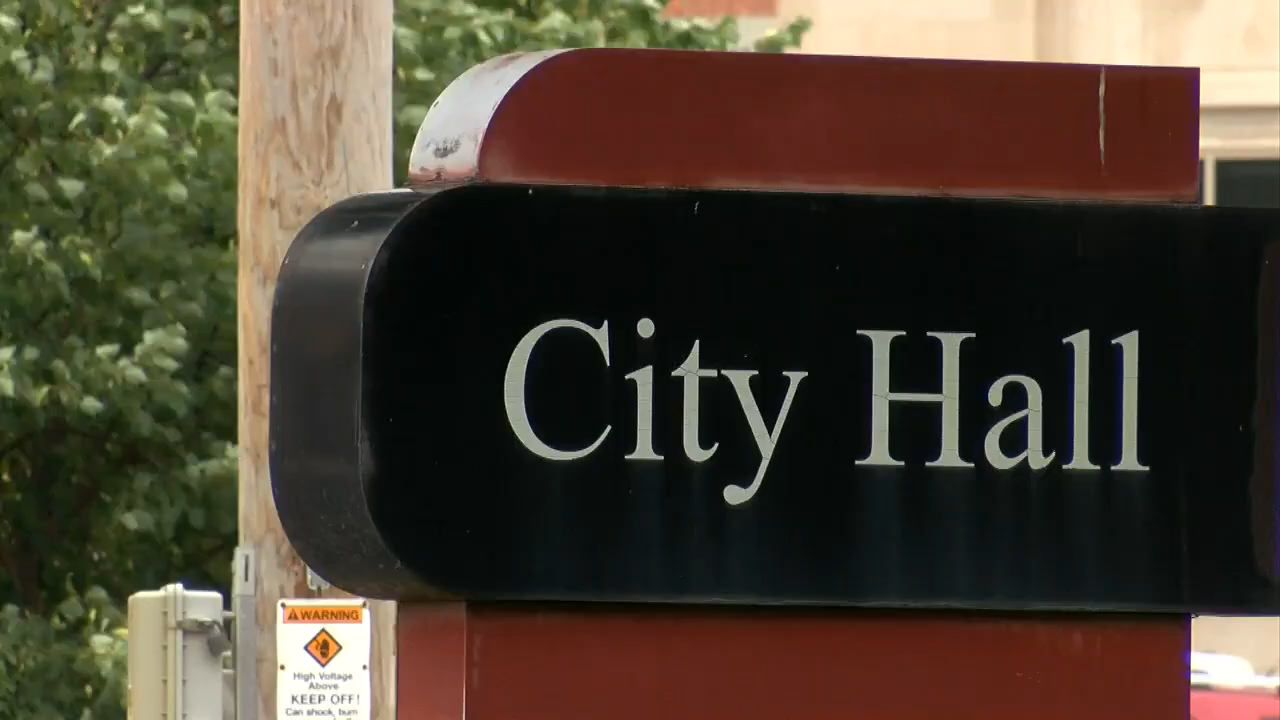 City Hall
WARNING
High Voltage
Above
KEEP OFF!
Can shock, burn